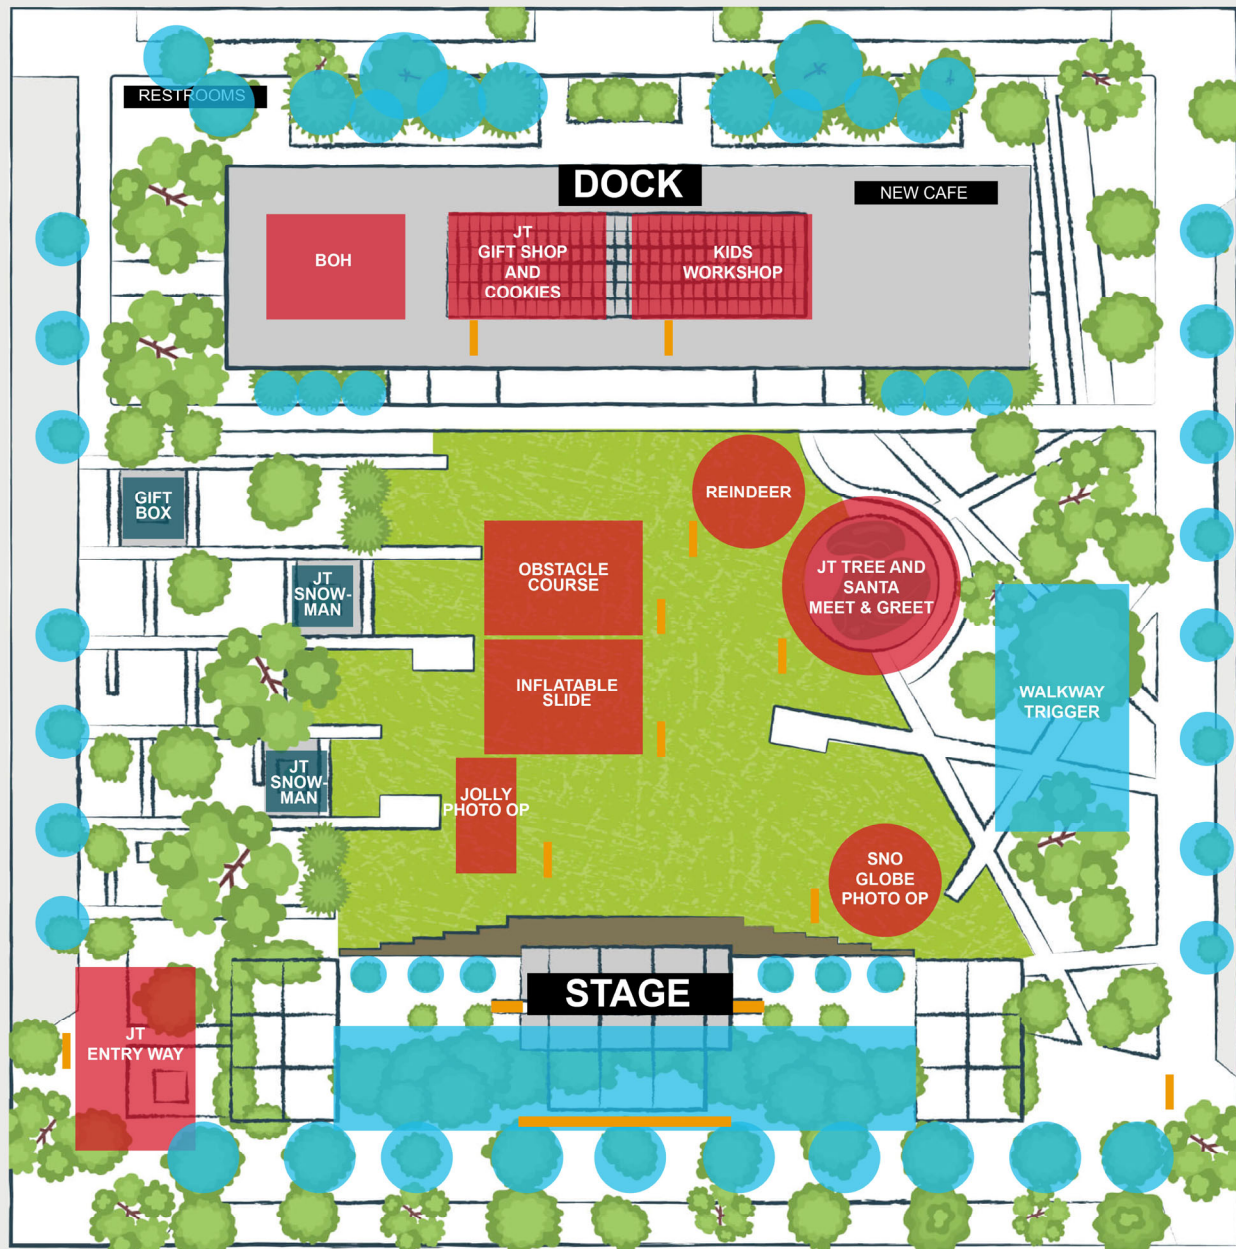 RESTROOMS
DOCK
NEW CAFE
BOH
JT
GIFT SHOP
AND
COOKIES
KIDS
WORKSHOP
REINDEER
GIFT
BOX
OBSTACLE
COURSE
JT
SNOW-
MAN
JT TREE AND
SANTA
MEET & GREET
INFLATABLE
SLIDE
WALKWAY
TRIGGER
JT
SNOW-
MAN
JOLLY
PHOTO OP
SNO
GLOBE
PHOTO OP
STAGE
JT
ENTRY WAY